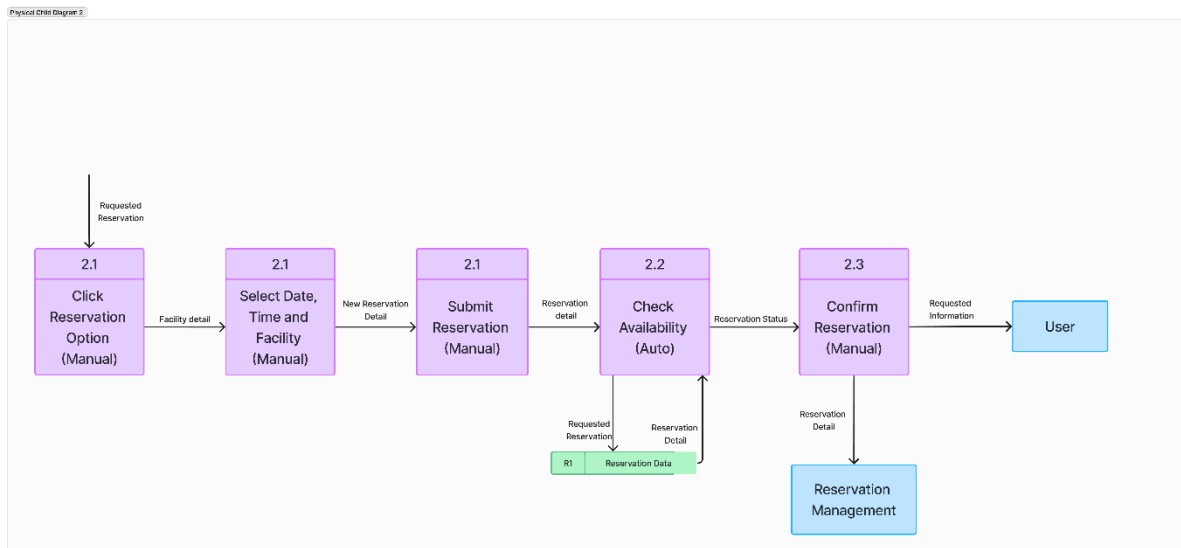 Physical Child Diagram 2
Requested
Reservation
2.1
Click
Reservation
Option
(Manual)
Facility detail
2.1
Select Date,
Time and
Facility
(Manual)
New Reservation
Detail
2.1
Submit
Reservation
(Manual)
Reservation
detail
2.2
Check
Availability
(Auto)
Reservation Status
2.3
Confirm
Reservation
(Manual)
Requested
Information
User
Requested
Reservation
Reservation
Detail
R1
Reservation Data
Reservation
Detail
Reservation
Management